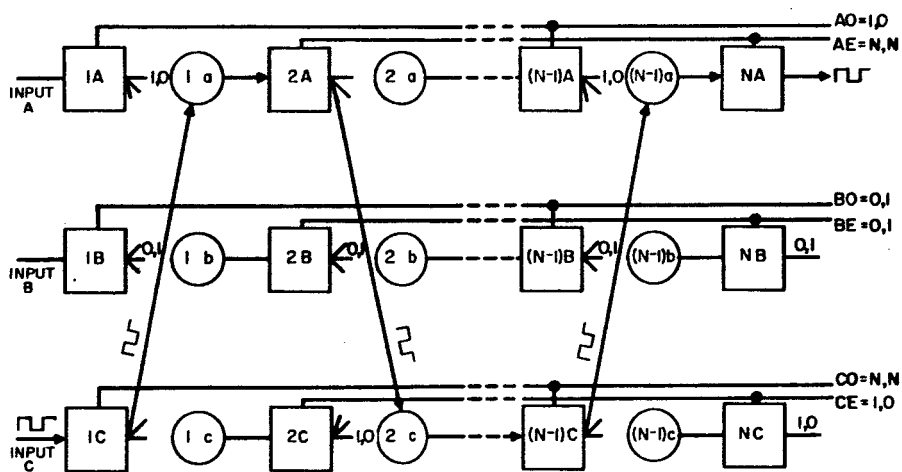 AO=1,0
AE=N,N
1A 1,0 1 a 2A 2 a (N-1)A 1,0 (N-1)a NA
INPUT
A
BO=0,1
BE=0,1
1B 0,1 1 b 2B 0,1 2 b (N-1)B 0,1 (N-1)b NB 0,1
INPUT
B
CO=N,N
CE=1,0
1C 1 c 2C 1,0 2 c (N-1)C (N-1)c NC 1,0
INPUT
C